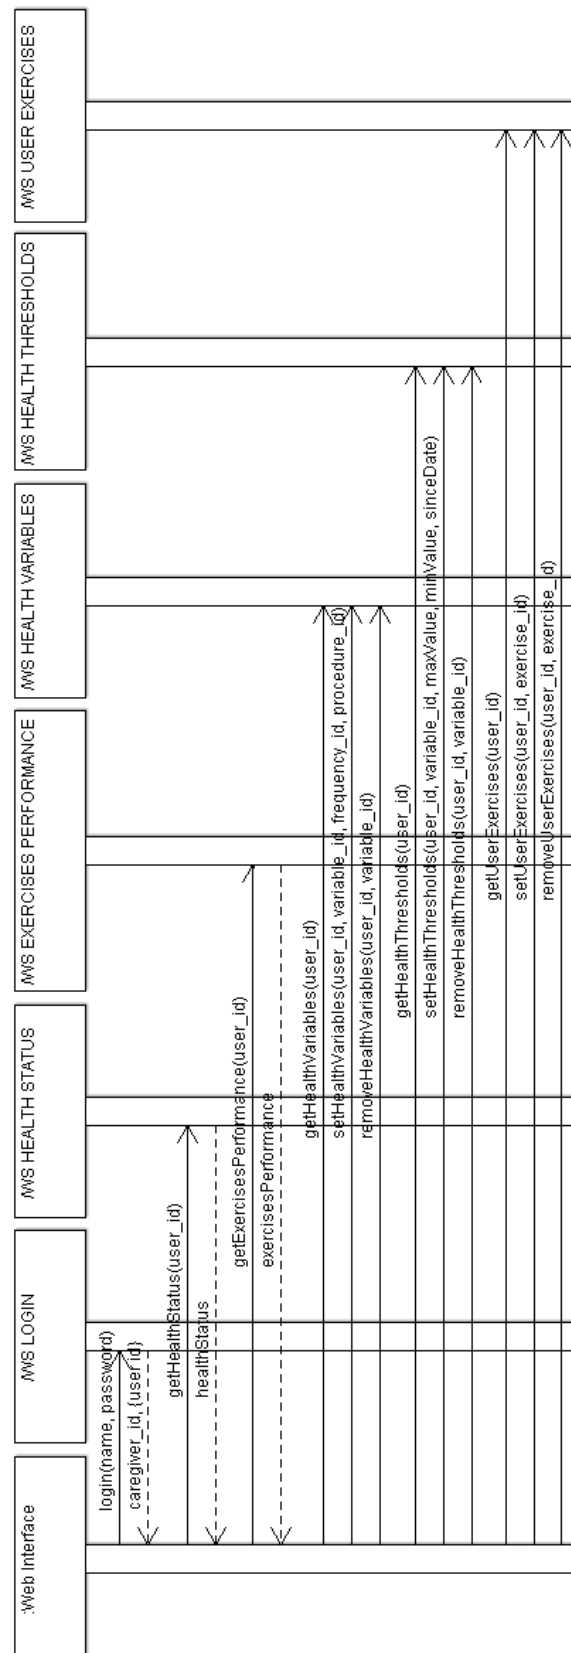 :Web Interface
/WS LOGIN
/WS HEALTH STATUS
/WS EXERCISES PERFORMANCE
/WS HEALTH VARIABLES
/WS HEALTH THRESHOLDS
/WS USER EXERCISES
login(name, password)
caregiver_id, {user id}
getHealthStatus(user_id)
healthStatus
getExercisesPerformance(user_id)
exercisesPerformance
getHealthVariables(user_id)
setHealthVariables(user_id, variable_id, frequency_id, procedure_id)
removeHealthVariables(user_id, variable_id)
getHealthThresholds(user_id)
setHealthThresholds(user_id, variable_id, maxValue, minValue, sinceDate)
removeHealthThresholds(user_id, variable_id)
getUserExercises(user_id)
setUserExercises(user_id, exercise_id)
removeUserExercises(user_id, exercise_id)